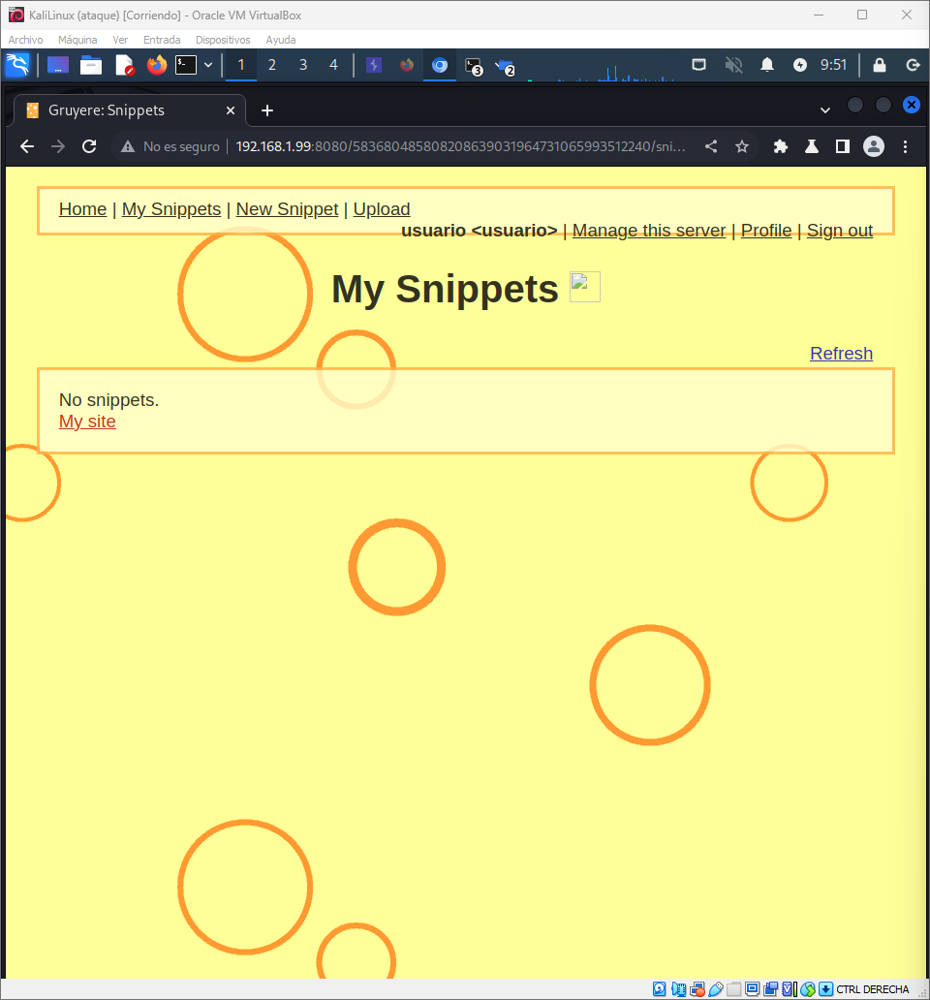 KaliLinux (ataque) [Corriendo] - Oracle VM VirtualBox
Archivo Máquina Ver Entrada Dispositivos Ayuda
1 2 3 4 3 2 9:51
Gruyere: Snippets
No es seguro 192.168.1.99:8080/583680485808208639031964731065993512240/sni...
Home | My Snippets | New Snippet | Upload
usuario <usuario> | Manage this server | Profile | Sign out
My Snippets
Refresh
No snippets.
My site
CTRL DERECHA